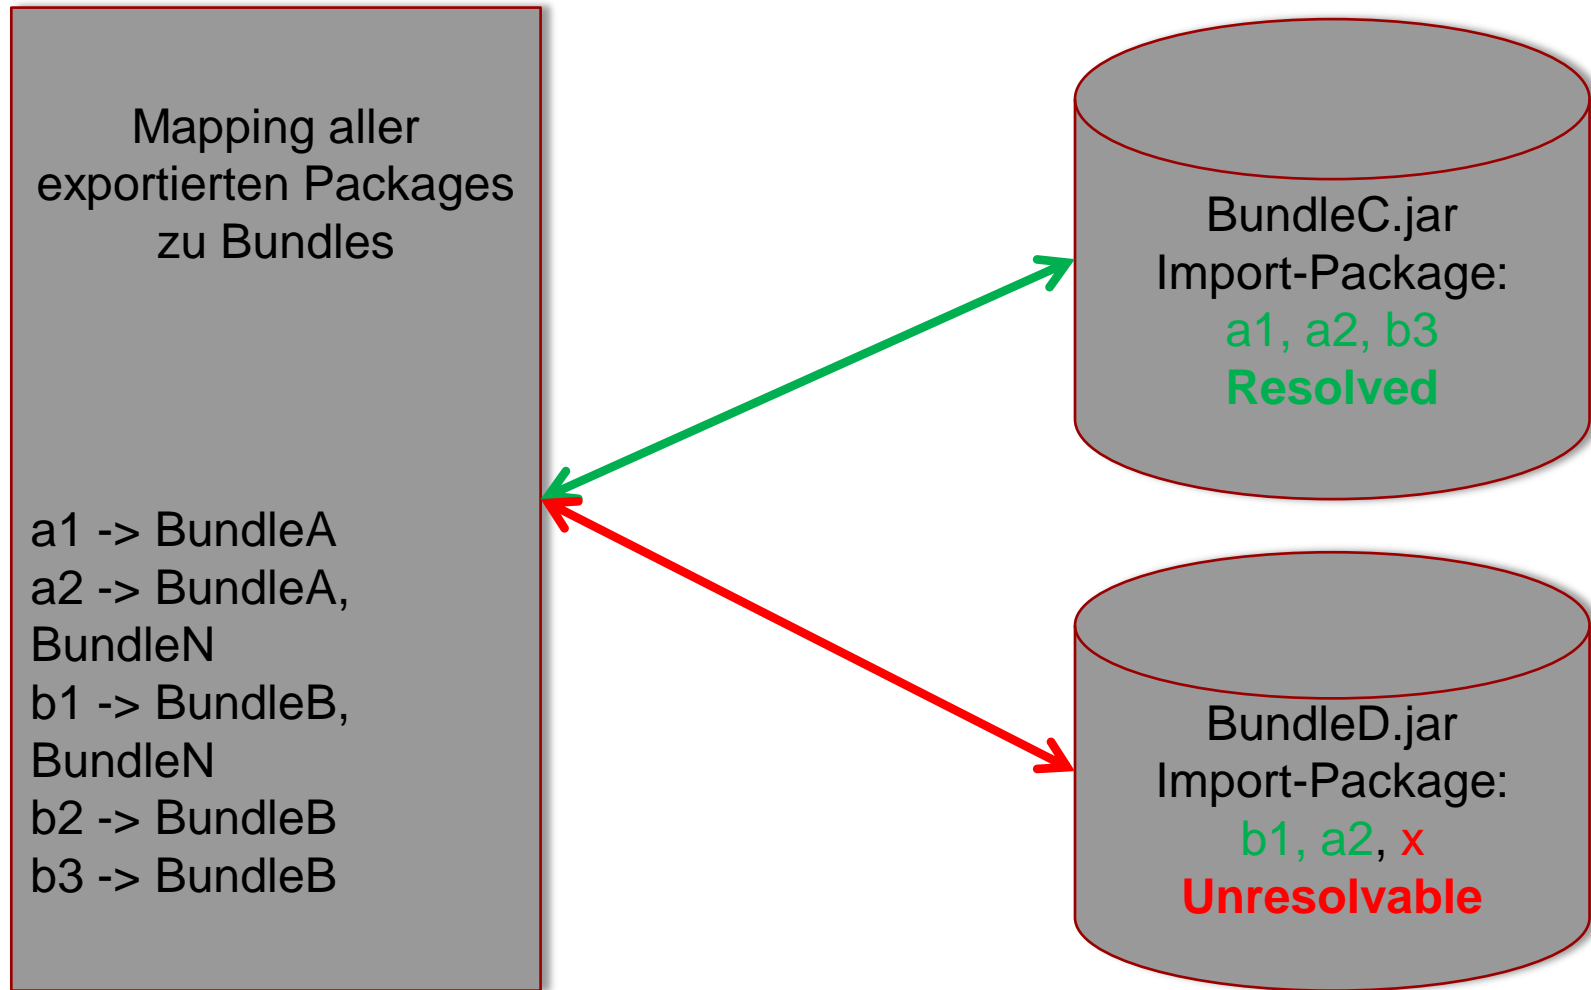 Mapping aller
exportierten Packages
zu Bundles
a1 -> BundleA
a2 -> BundleA,
BundleN
b1 -> BundleB,
BundleN
b2 -> BundleB
b3 -> BundleB
BundleC.jar
Import-Package:
a1, a2, b3
Resolved
BundleD.jar
Import-Package:
b1, a2, x
Unresolvable